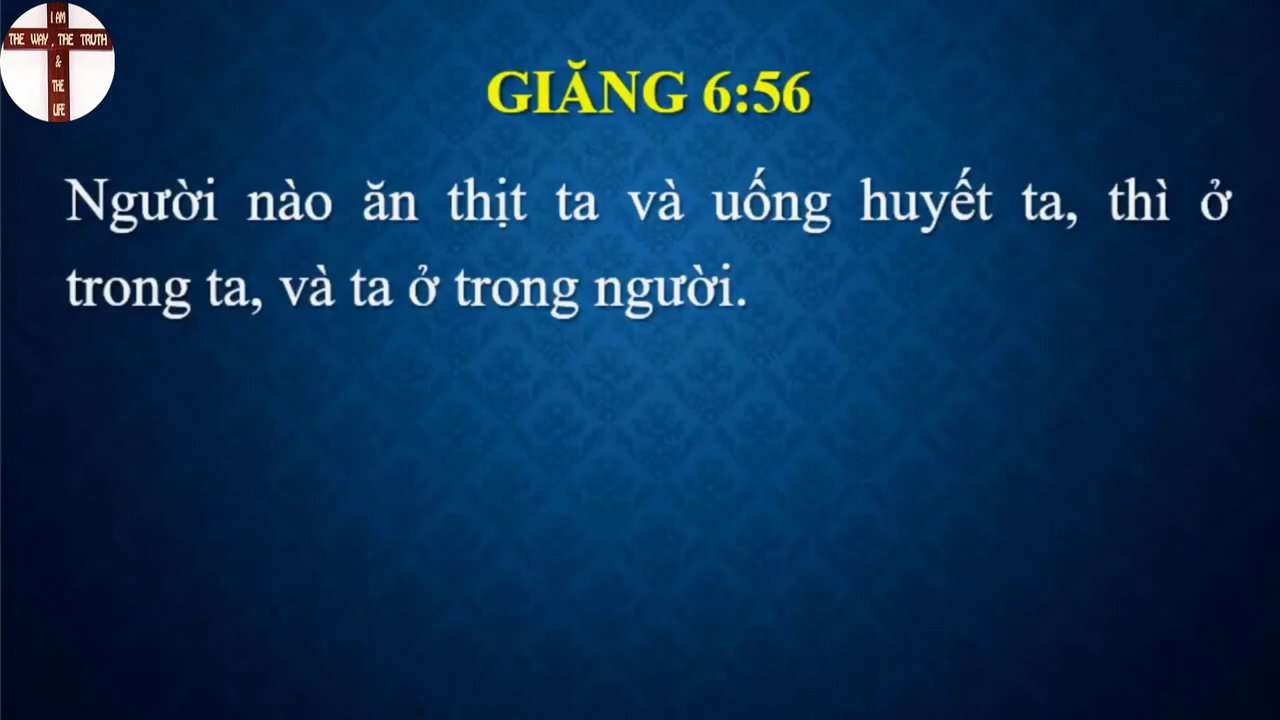 I AM
THE WAY, THE TRUTH
&
THE
LIFE
GIĂNG 6:56
Người nào ăn thịt ta và uống huyết ta, thì ở
trong ta, và ta ở trong người.